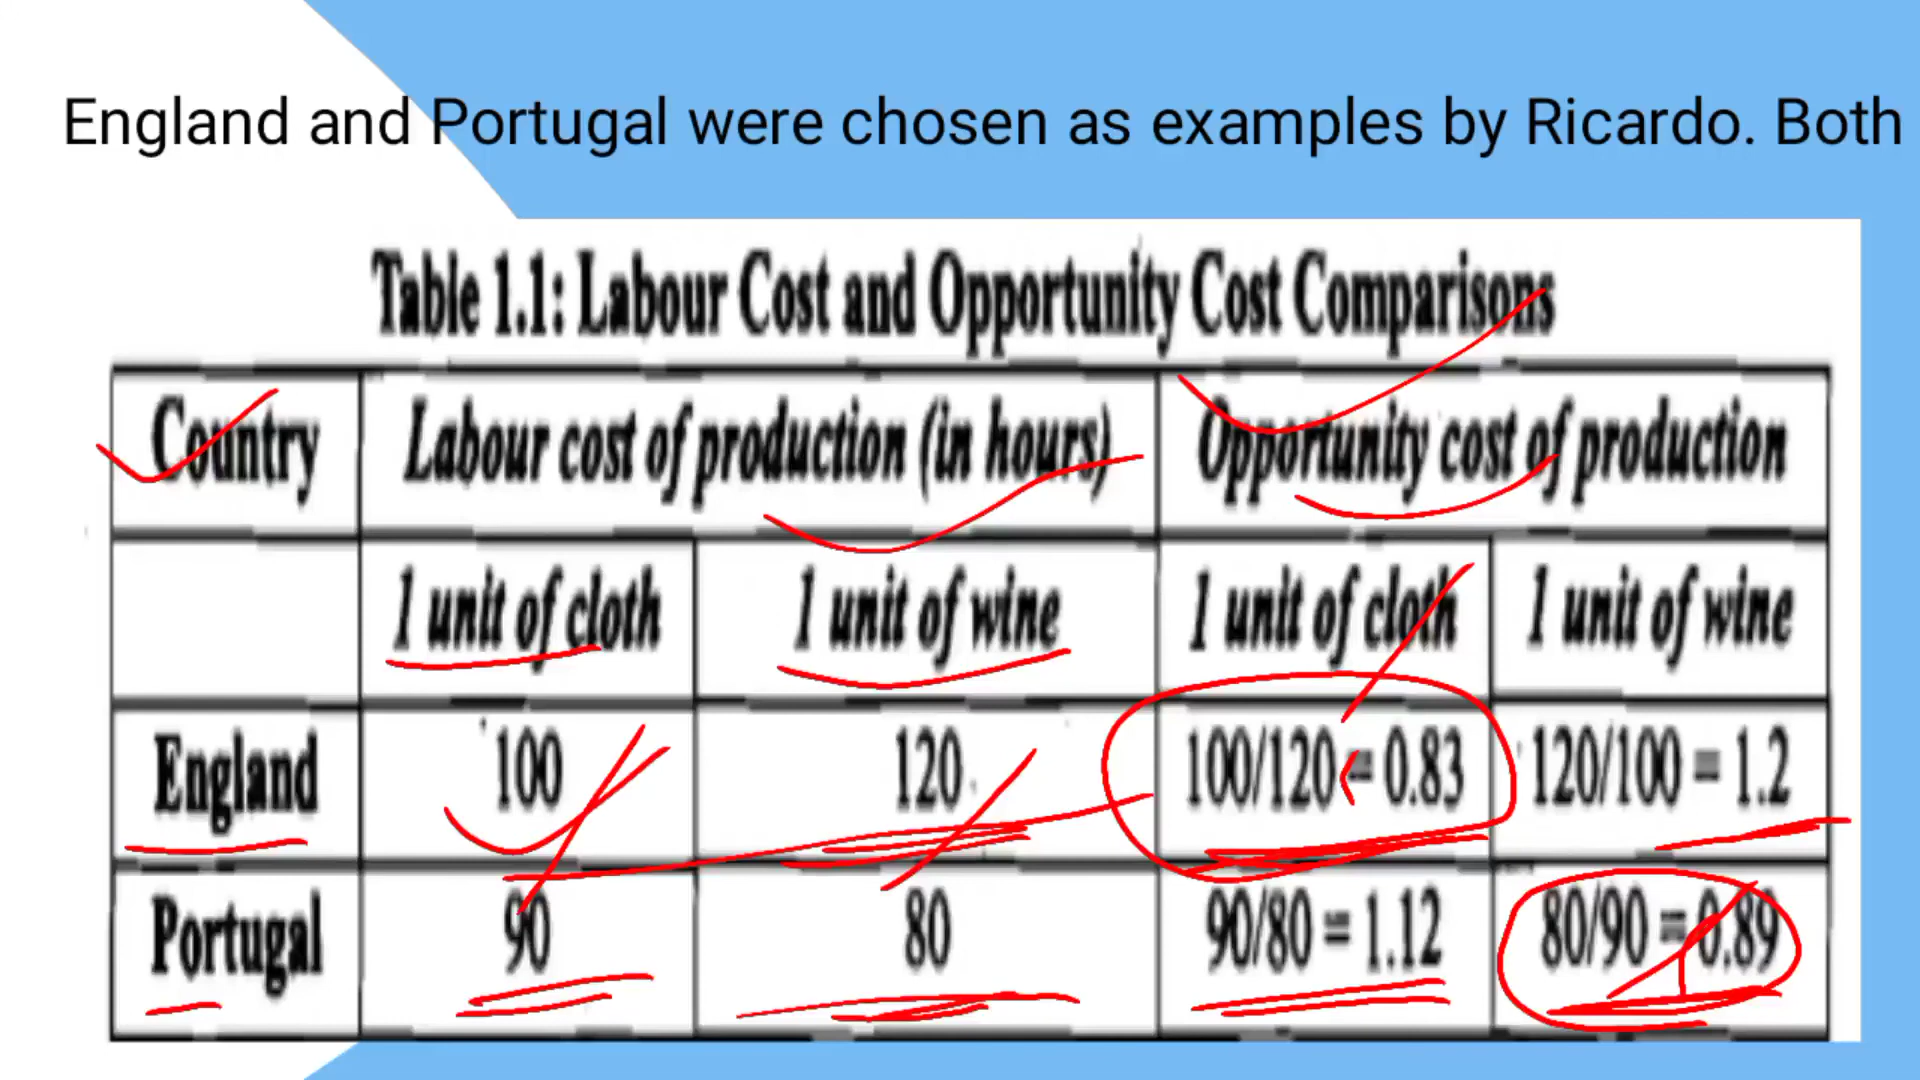 England and Portugal were chosen as examples by Ricardo. Both
Table 1.1: Labour Cost and Opportunity Cost Comparisons
Country Labour cost of production (in hours) Opportunity cost of production
1 unit of cloth 1 unit of wine 1 unit of cloth 1 unit of wine
England 100 120 100/120 = 0.83 120/100 = 1.2
Portugal 90 80 90/80 = 1.12 80/90 = 0.89